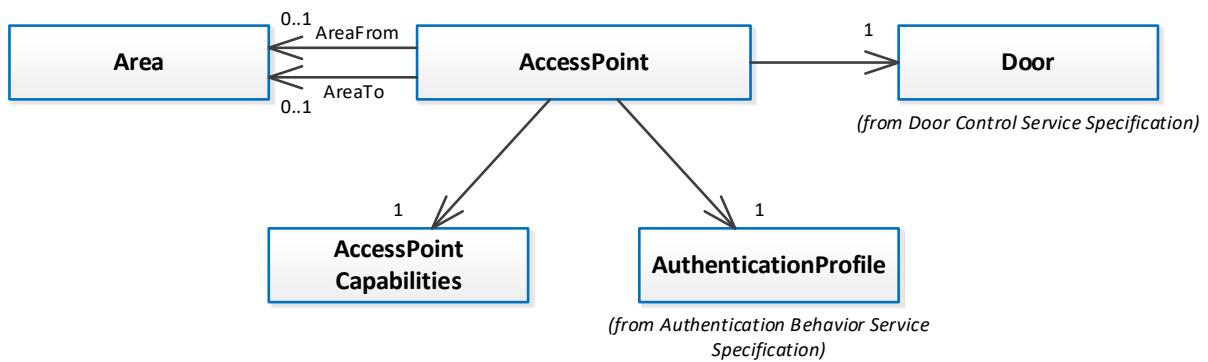 0..1
AreaFrom
1
Area
AccessPoint
Door
AreaTo
0..1
(from Door Control Service Specification)
1
1
AccessPoint
Capabilities
AuthenticationProfile
(from Authentication Behavior Service
Specification)